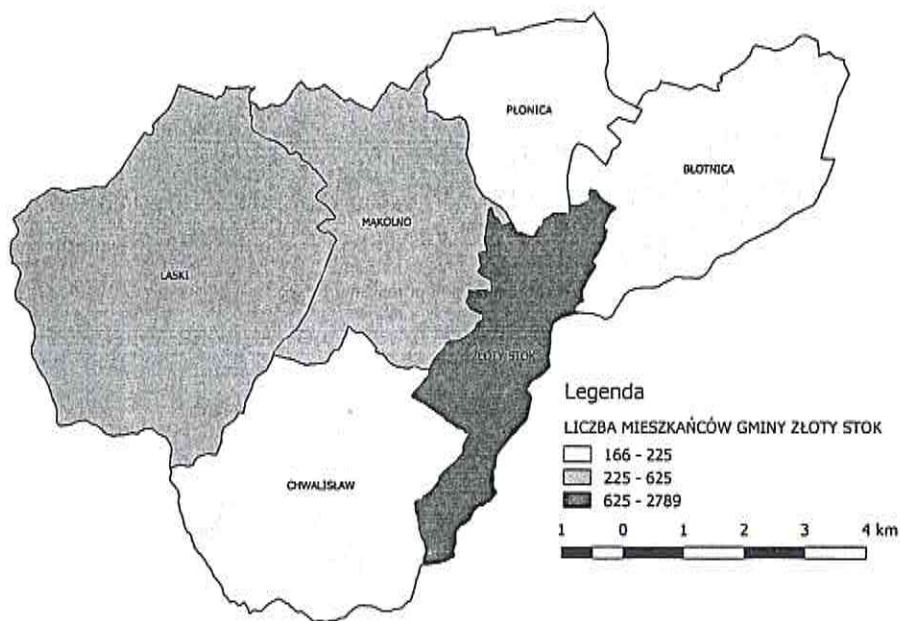 PŁONICA
BŁOTNICA
MĄKOLNO
LASKI
ZŁOTY STOK
CHWALISŁAW
Legenda
LICZBA MIESZKAŃCÓW GMINY ZŁOTY STOK
166 - 225
225 - 625
625 - 2789
1 0 1 2 3 4 km